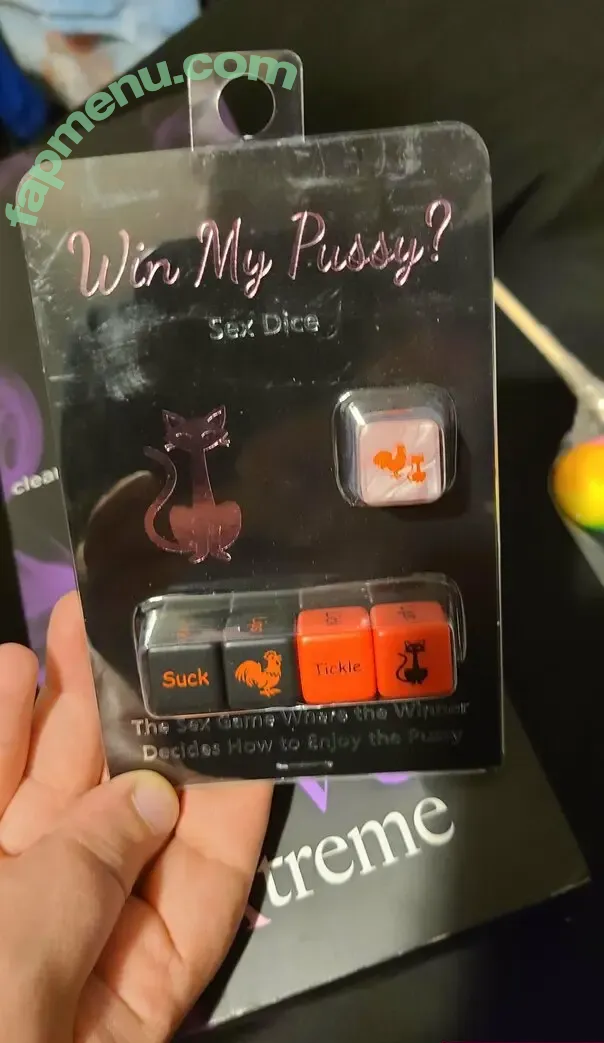 fapmenu.com
Win My Pussy?
Sex Dice
clear
Suck
Tickle
The Sex Game Where the Winner
Decides How to Enjoy the Pussy
treme